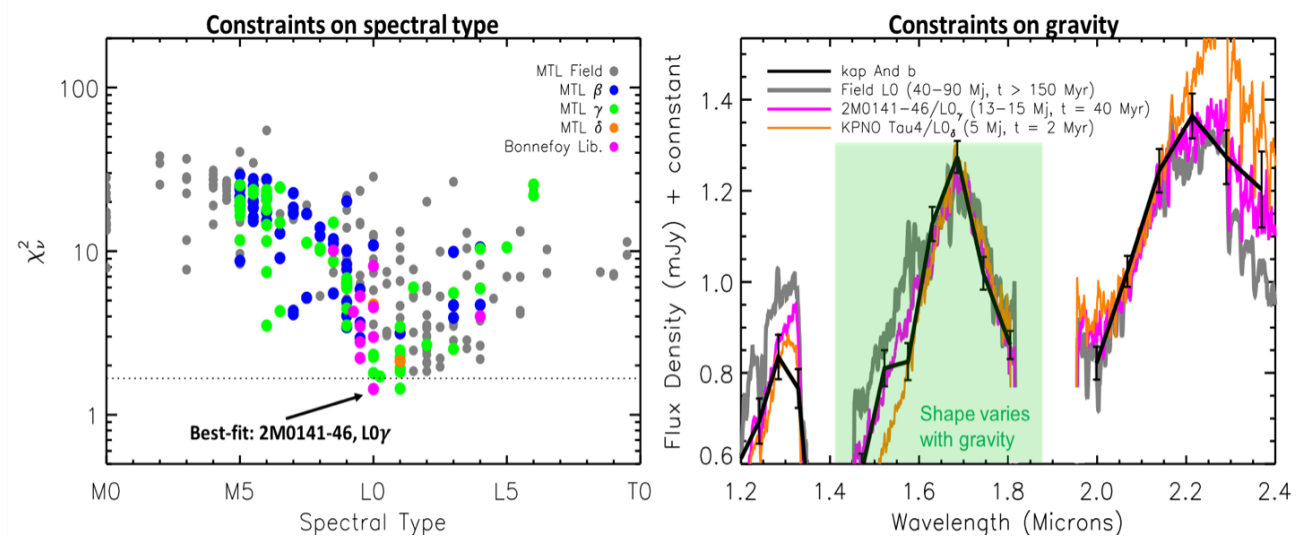 Constraints on spectral type
100
10
1
χ²ᵥ
MTL Field
MTL β
MTL γ
MTL δ
Bonnefoy Lib.
Best-fit: 2M0141-46, L0γ
M0 M5 L0 L5 T0
Spectral Type
Constraints on gravity
Flux Density (mJy) + connstant
1.4
1.2
1.0
0.8
0.6
kap And b
Field L0 (40–90 Mj, t > 150 Myr)
2M0141–46/L0γ (13–15 Mj, t = 40 Myr)
KPNO Tau4/L0δ (5 Mj, t = 2 Myr)
Shape varies
with gravity
1.2 1.4 1.6 1.8 2.0 2.2 2.4
Wavelength (Microns)